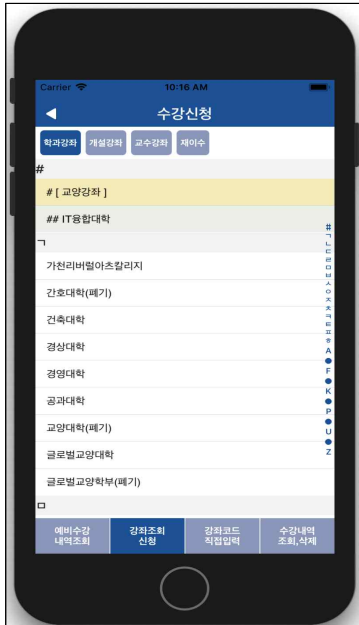 Carrier 10:16 AM
수강신청
학과강좌 개설강좌 교수강좌 재이수
#
# [ 교양강좌 ]
## IT융합대학
ㄱ
가천리버럴아츠칼리지
간호대학(폐기)
건축대학
경상대학
경영대학
공과대학
교양대학(폐기)
글로벌교양대학
글로벌교양학부(폐기)
ㅁ
#
ㄱ
ㄴ
ㄷ
ㄹ
ㅁ
ㅂ
ㅅ
ㅇ
ㅈ
ㅊ
ㅋ
ㅌ
ㅍ
ㅎ
A
F
K
P
U
Z
예비수강 강좌조회 강좌코드 수강내역
내역조회 신청 직접입력 조회,삭제